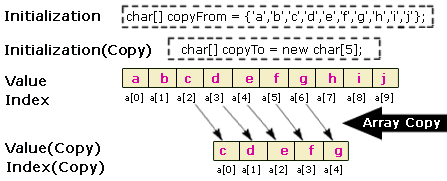 Initialization char[] copyFrom = {'a','b','c','d','e','f','g','h','i','j'};
Initialization(Copy) char[] copyTo = new char[5];
Value a b c d e f g h i j
Index a[0] a[1] a[2] a[3] a[4] a[5] a[6] a[7] a[8] a[9]
Array Copy
Value(Copy) c d e f g
Index(Copy) a[0] a[1] a[2] a[3] a[4]